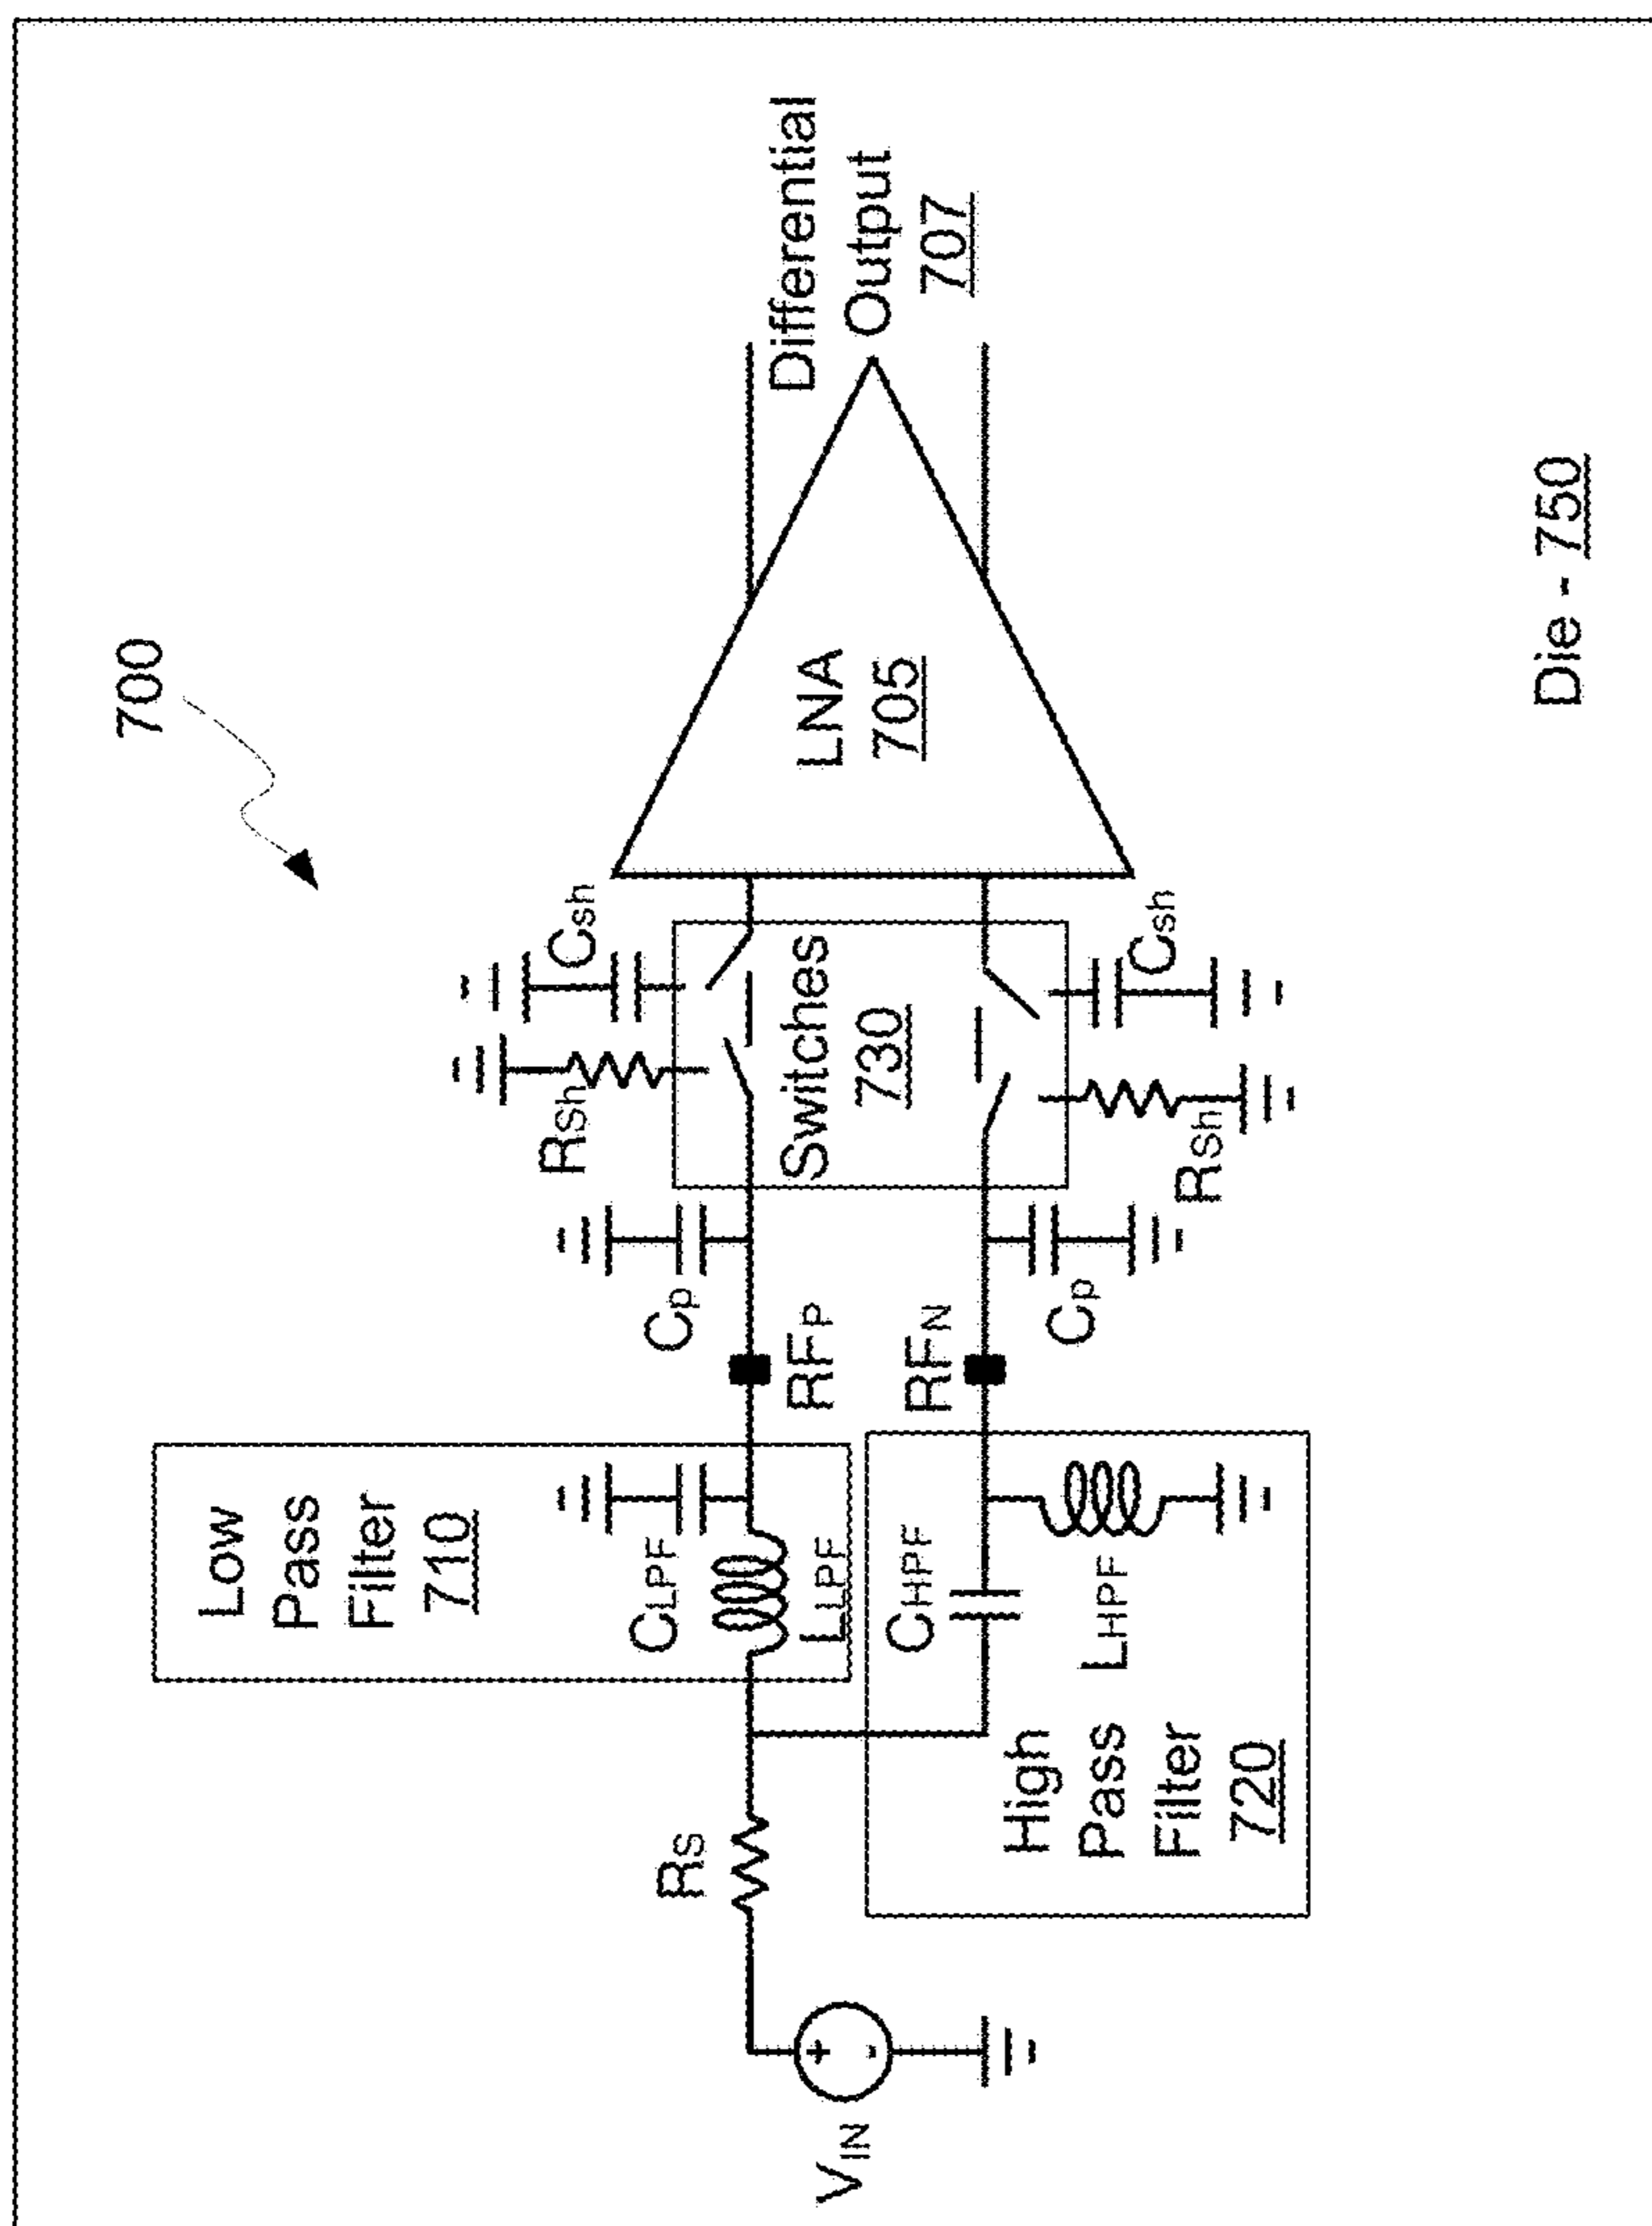 700
Low
Pass
Filter
710
CLPF
LLPF
RS
VIN
CHPF
LHPF
High
Pass
Filter
720
RFP
RFN
Cp
Cp
RSh
Csh
Switches
730
RSh
Csh
LNA
705
Differential
Output
707
Die - 750